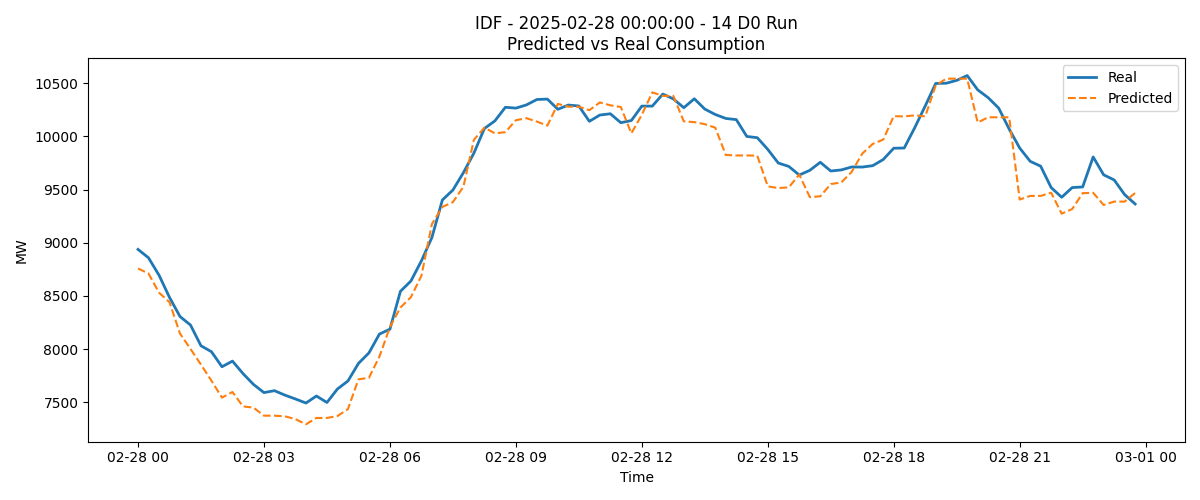 IDF - 2025-02-28 00:00:00 - 14 D0 Run
Predicted vs Real Consumption
Real
Predicted
MW
10500
10000
9500
9000
8500
8000
7500
02-28 00
02-28 03
02-28 06
02-28 09
02-28 12
02-28 15
02-28 18
02-28 21
03-01 00
Time